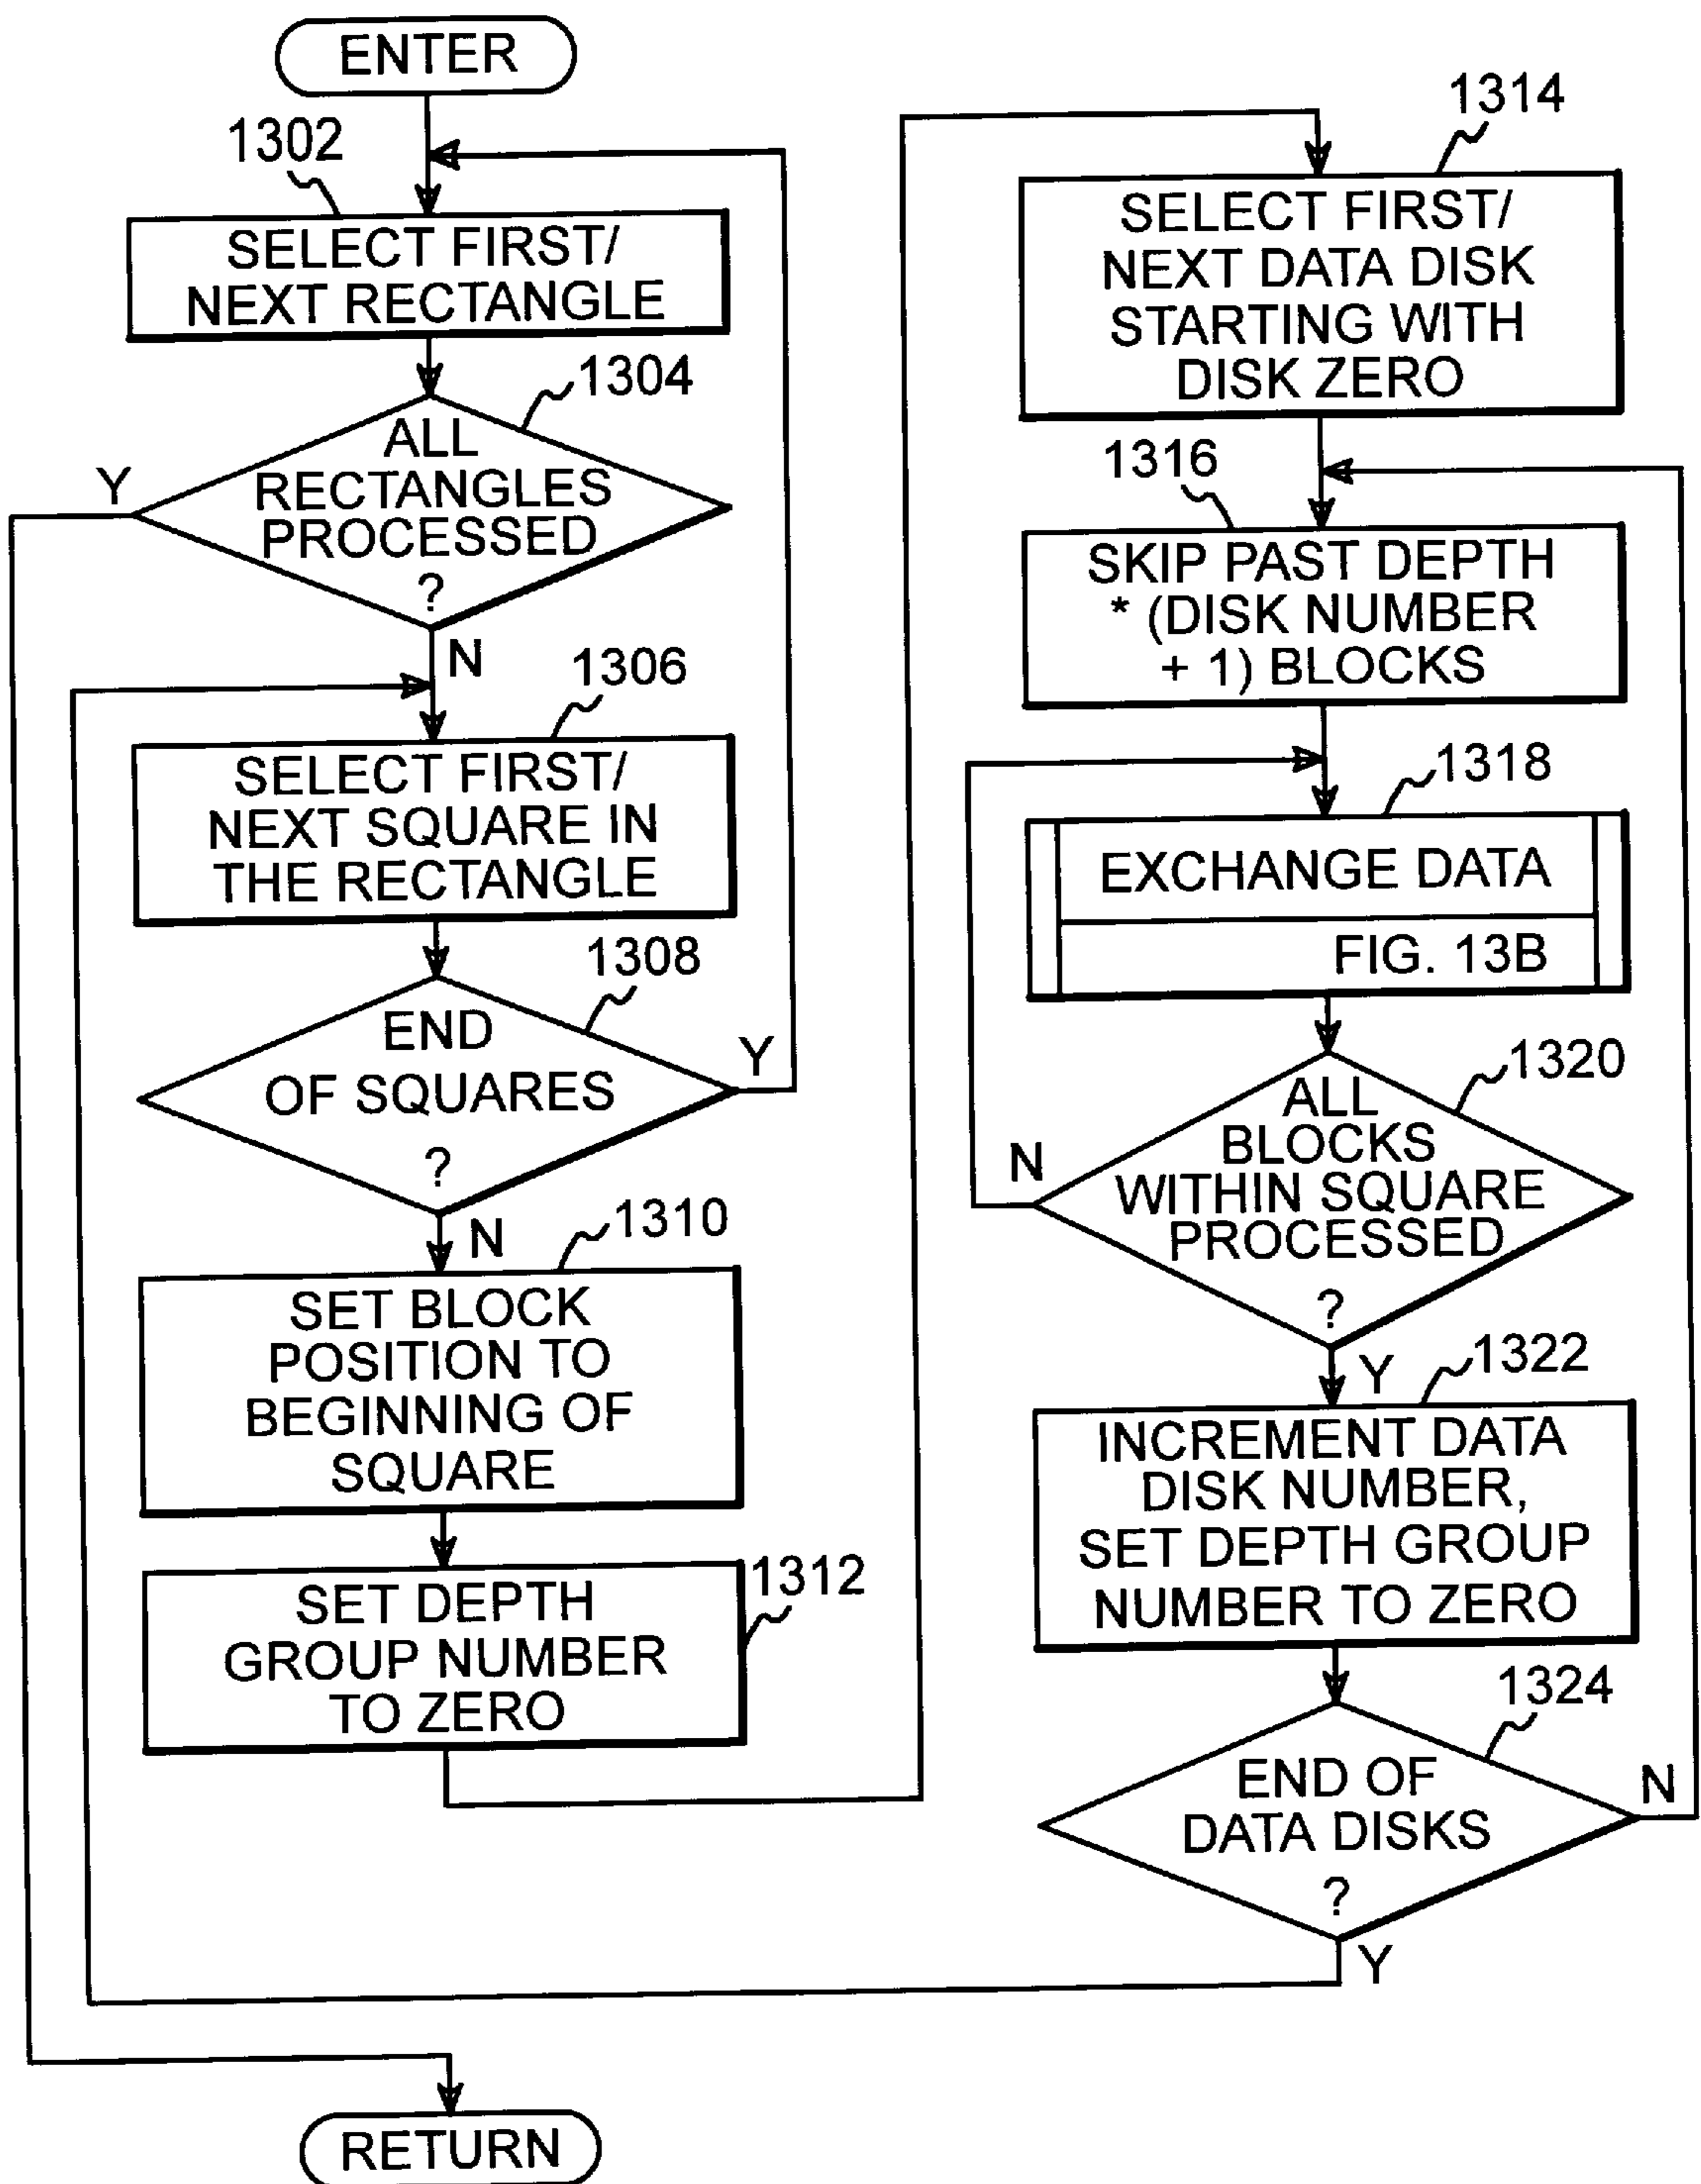 ENTER
1302
SELECT FIRST/
NEXT RECTANGLE
1304
ALL
RECTANGLES
PROCESSED
?
Y
N
1306
SELECT FIRST/
NEXT SQUARE IN
THE RECTANGLE
1308
END
OF SQUARES
?
Y
N
1310
SET BLOCK
POSITION TO
BEGINNING OF
SQUARE
1312
SET DEPTH
GROUP NUMBER
TO ZERO
1314
SELECT FIRST/
NEXT DATA DISK
STARTING WITH
DISK ZERO
1316
SKIP PAST DEPTH
* (DISK NUMBER
+ 1) BLOCKS
1318
EXCHANGE DATA
FIG. 13B
1320
ALL
BLOCKS
WITHIN SQUARE
PROCESSED
?
N
Y
1322
INCREMENT DATA
DISK NUMBER,
SET DEPTH GROUP
NUMBER TO ZERO
1324
END OF
DATA DISKS
?
N
Y
RETURN